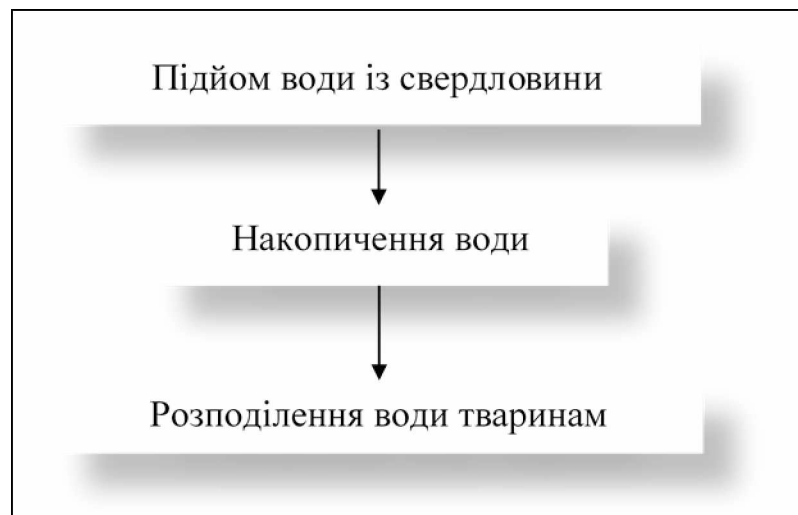 Підйом води із свердловини
Накопичення води
Розподілення води тваринам